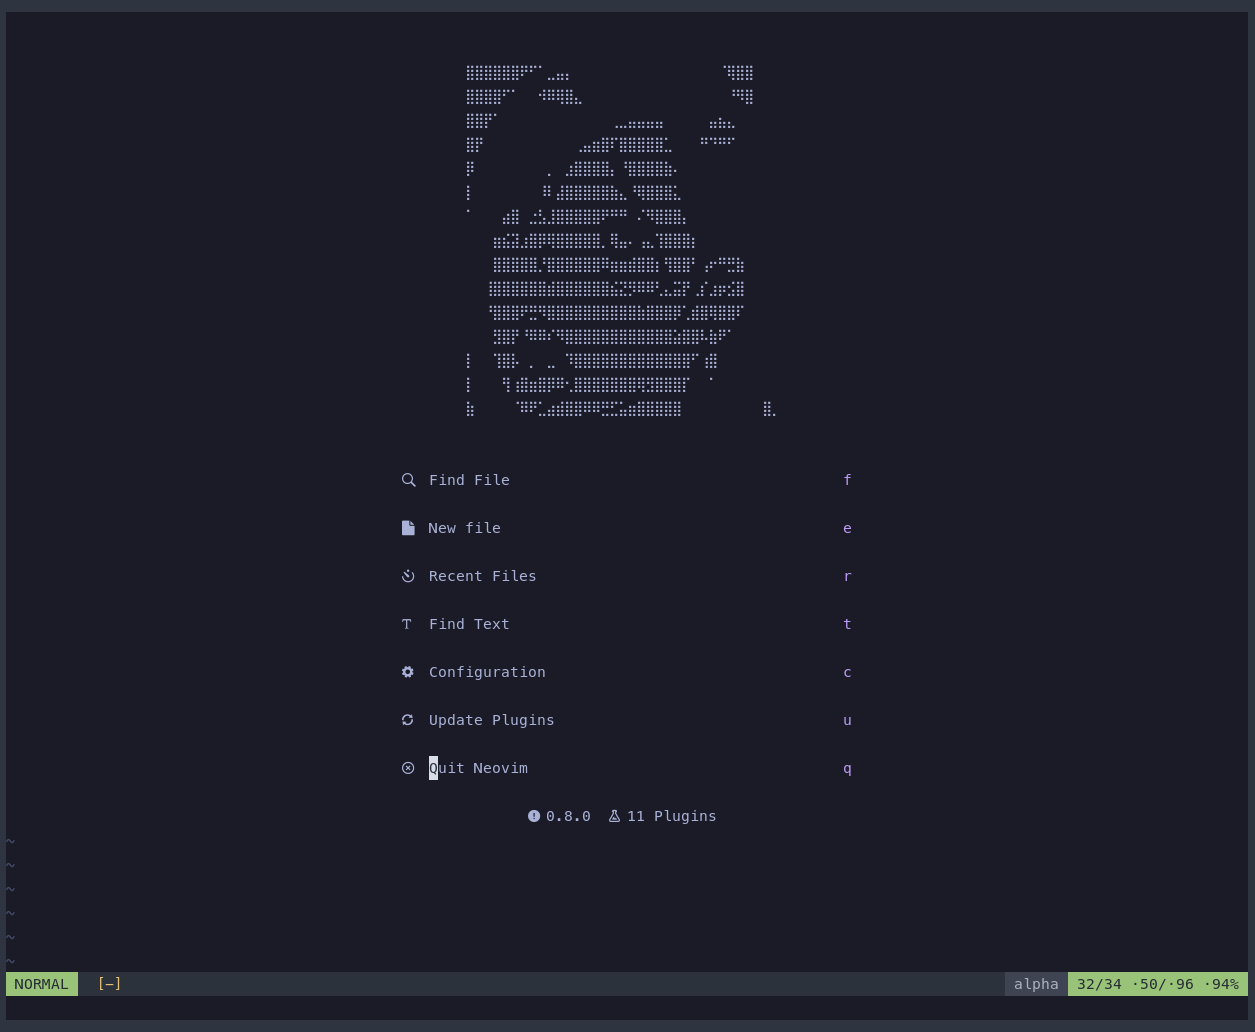 Find File f
New file e
Recent Files r
Find Text t
Configuration c
Update Plugins u
Quit Neovim q
0.8.0 11 Plugins
~
~
~
~
~
~
NORMAL [–] alpha 32/34 ·50/·96 ·94%